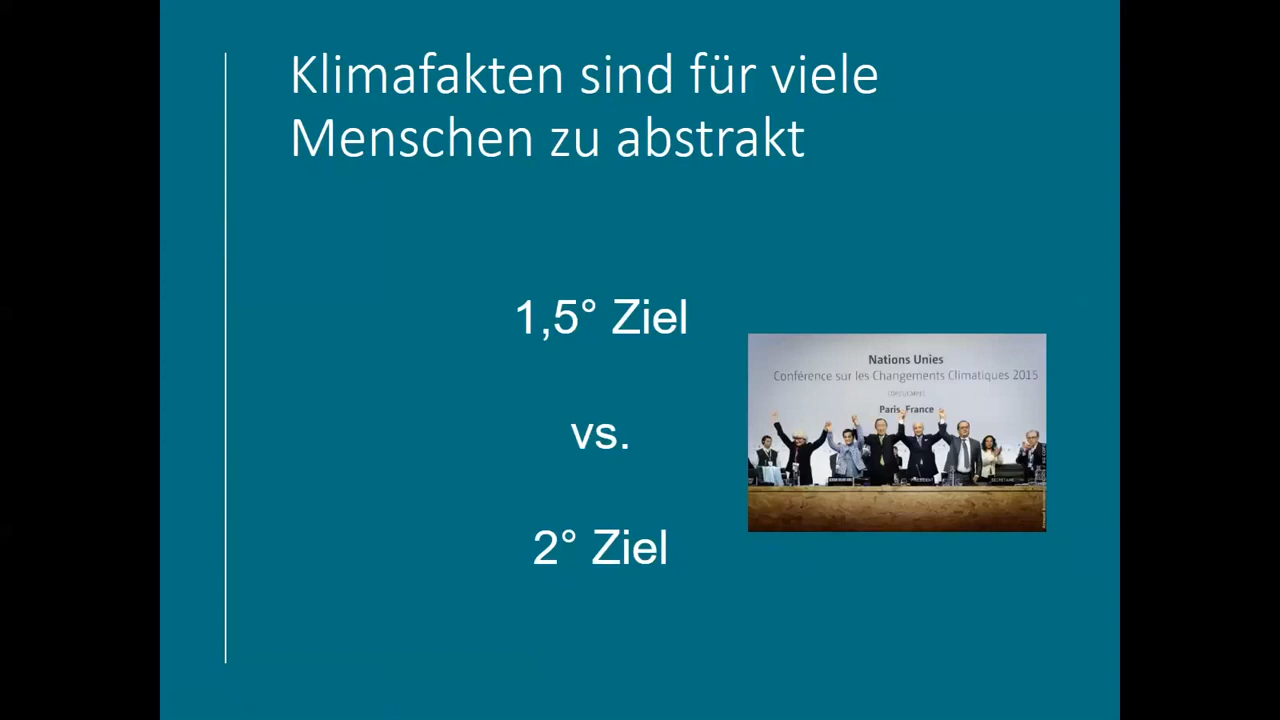 Klimafakten sind für viele
Menschen zu abstrakt
1,5° Ziel
vs.
2° Ziel
Nations Unies
Conférence sur les Changements Climatiques 2015
Paris, France